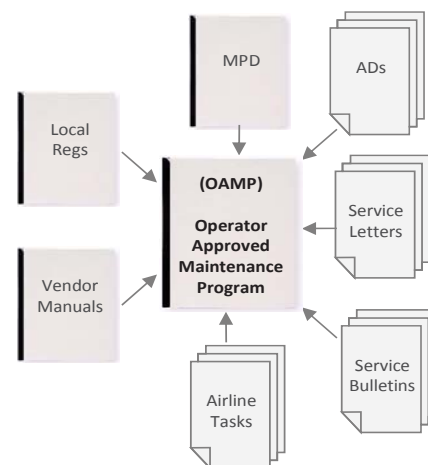 MPD
ADs
Local
Regs
(OAMP)
Operator
Approved
Maintenance
Program
Service
Letters
Vendor
Manuals
Service
Bulletins
Airline
Tasks